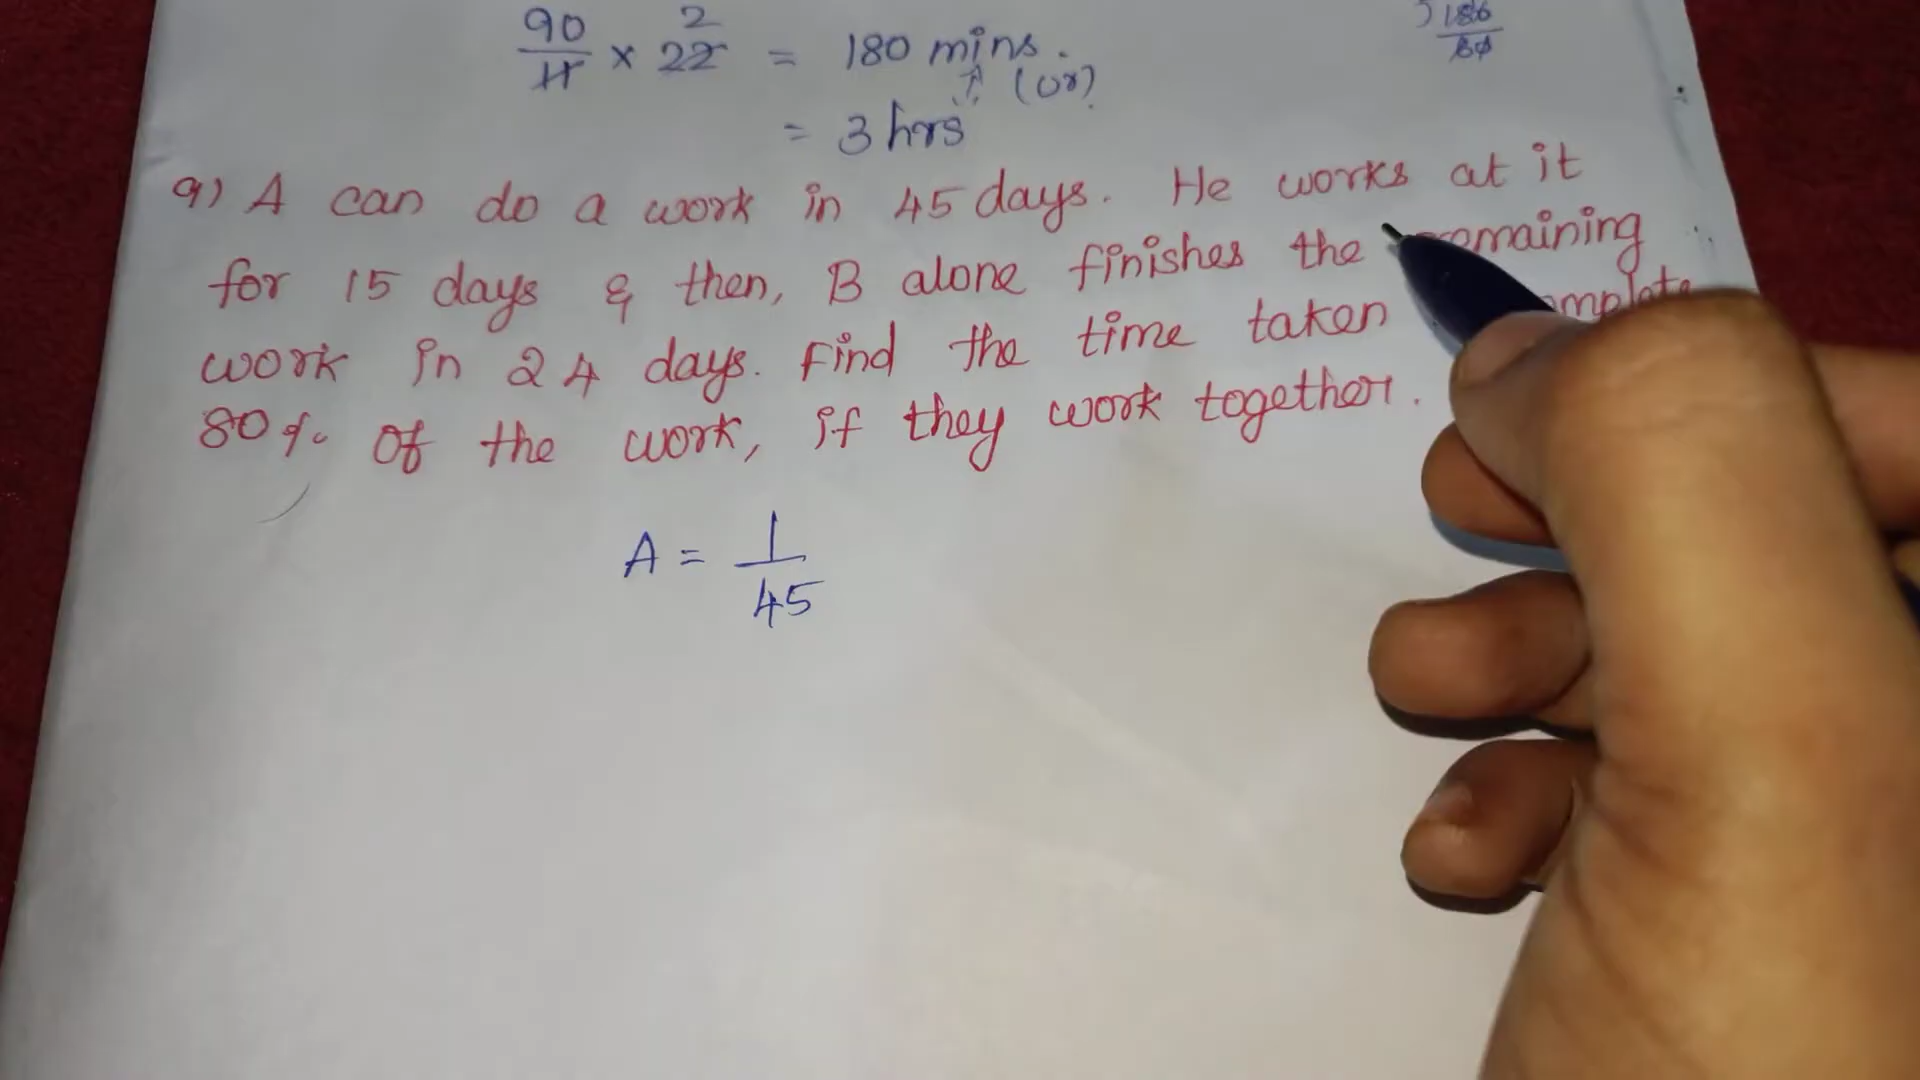 90/11 × 22 2 = 180 mins.
(or)
= 3 hrs
9) A can do a work in 45 days. He works at it
for 15 days & then, B alone finishes the remaining
work in 24 days. Find the time taken
80% of the work, if they work together.
A = 1/45